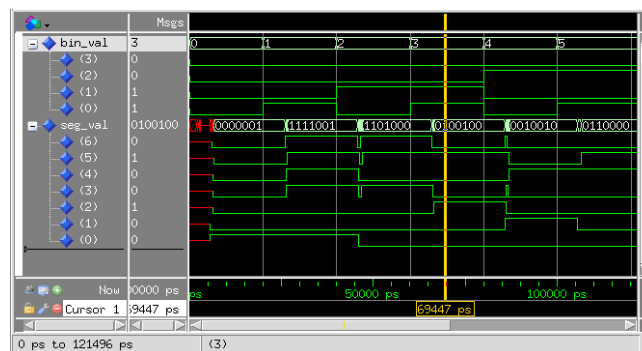 Msgs
bin_val 3 0 1 2 3 4 5
(3) 0
(2) 0
(1) 1
(0) 1
seg_val 0100100 0000001 1111001 1101000 0100100 0010010 0110000
(6) 0
(5) 1
(4) 0
(3) 0
(2) 1
(1) 0
(0) 0
Now 0000 ps ps 50000 ps 100000 ps
Cursor 1 9447 ps 69447 ps
0 ps to 121496 ps (3)